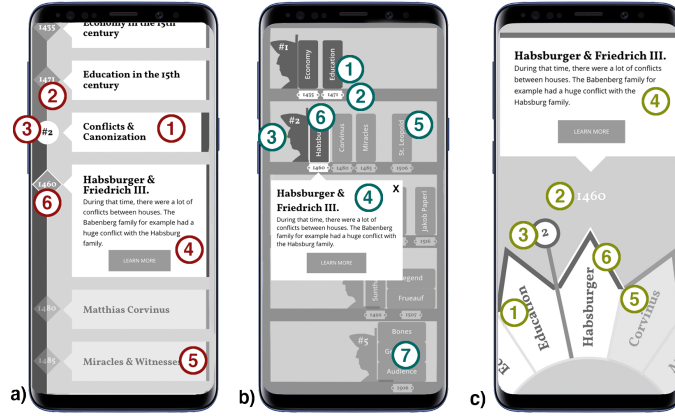 1435
Economy in the 15th
century
1471
Education in the 15th
century
2
3
#2
Conflicts &
Canonization
1
1460
6
Habsburger &
Friedrich III.
During that time, there were a lot of
conflicts between houses. The
Babenberg family for example had a
huge conflict with the Habsburg
family.
4
LEARN MORE
1480
Matthias Corvinus
1485
Miracles & Witnesses
5
a)
#1
Economy
Education
1
1435
1471
2
#2
3
6
Habsbu
Corvinus
Miracles
St. Leopold
5
1460
1480
1485
1506
Habsburger &
Friedrich III.
4
X
During that time, there were a lot of
conflicts between houses. The Babenberg
family for example had a huge conflict with
the Habsburg family.
LEARN MORE
Jakob Paperl
1516
Sunth
egend
Frueauf
1507
#5
Bones
G
7
Audience
1506
b)
Habsburger & Friedrich III.
During that time, there were a lot of conflicts
between houses. The Babenberg family for
example had a huge conflict with the
Habsburg family.
4
LEARN MORE
2
1460
3
2
6
1
Education
Habsburger
5
Corvinus
c)